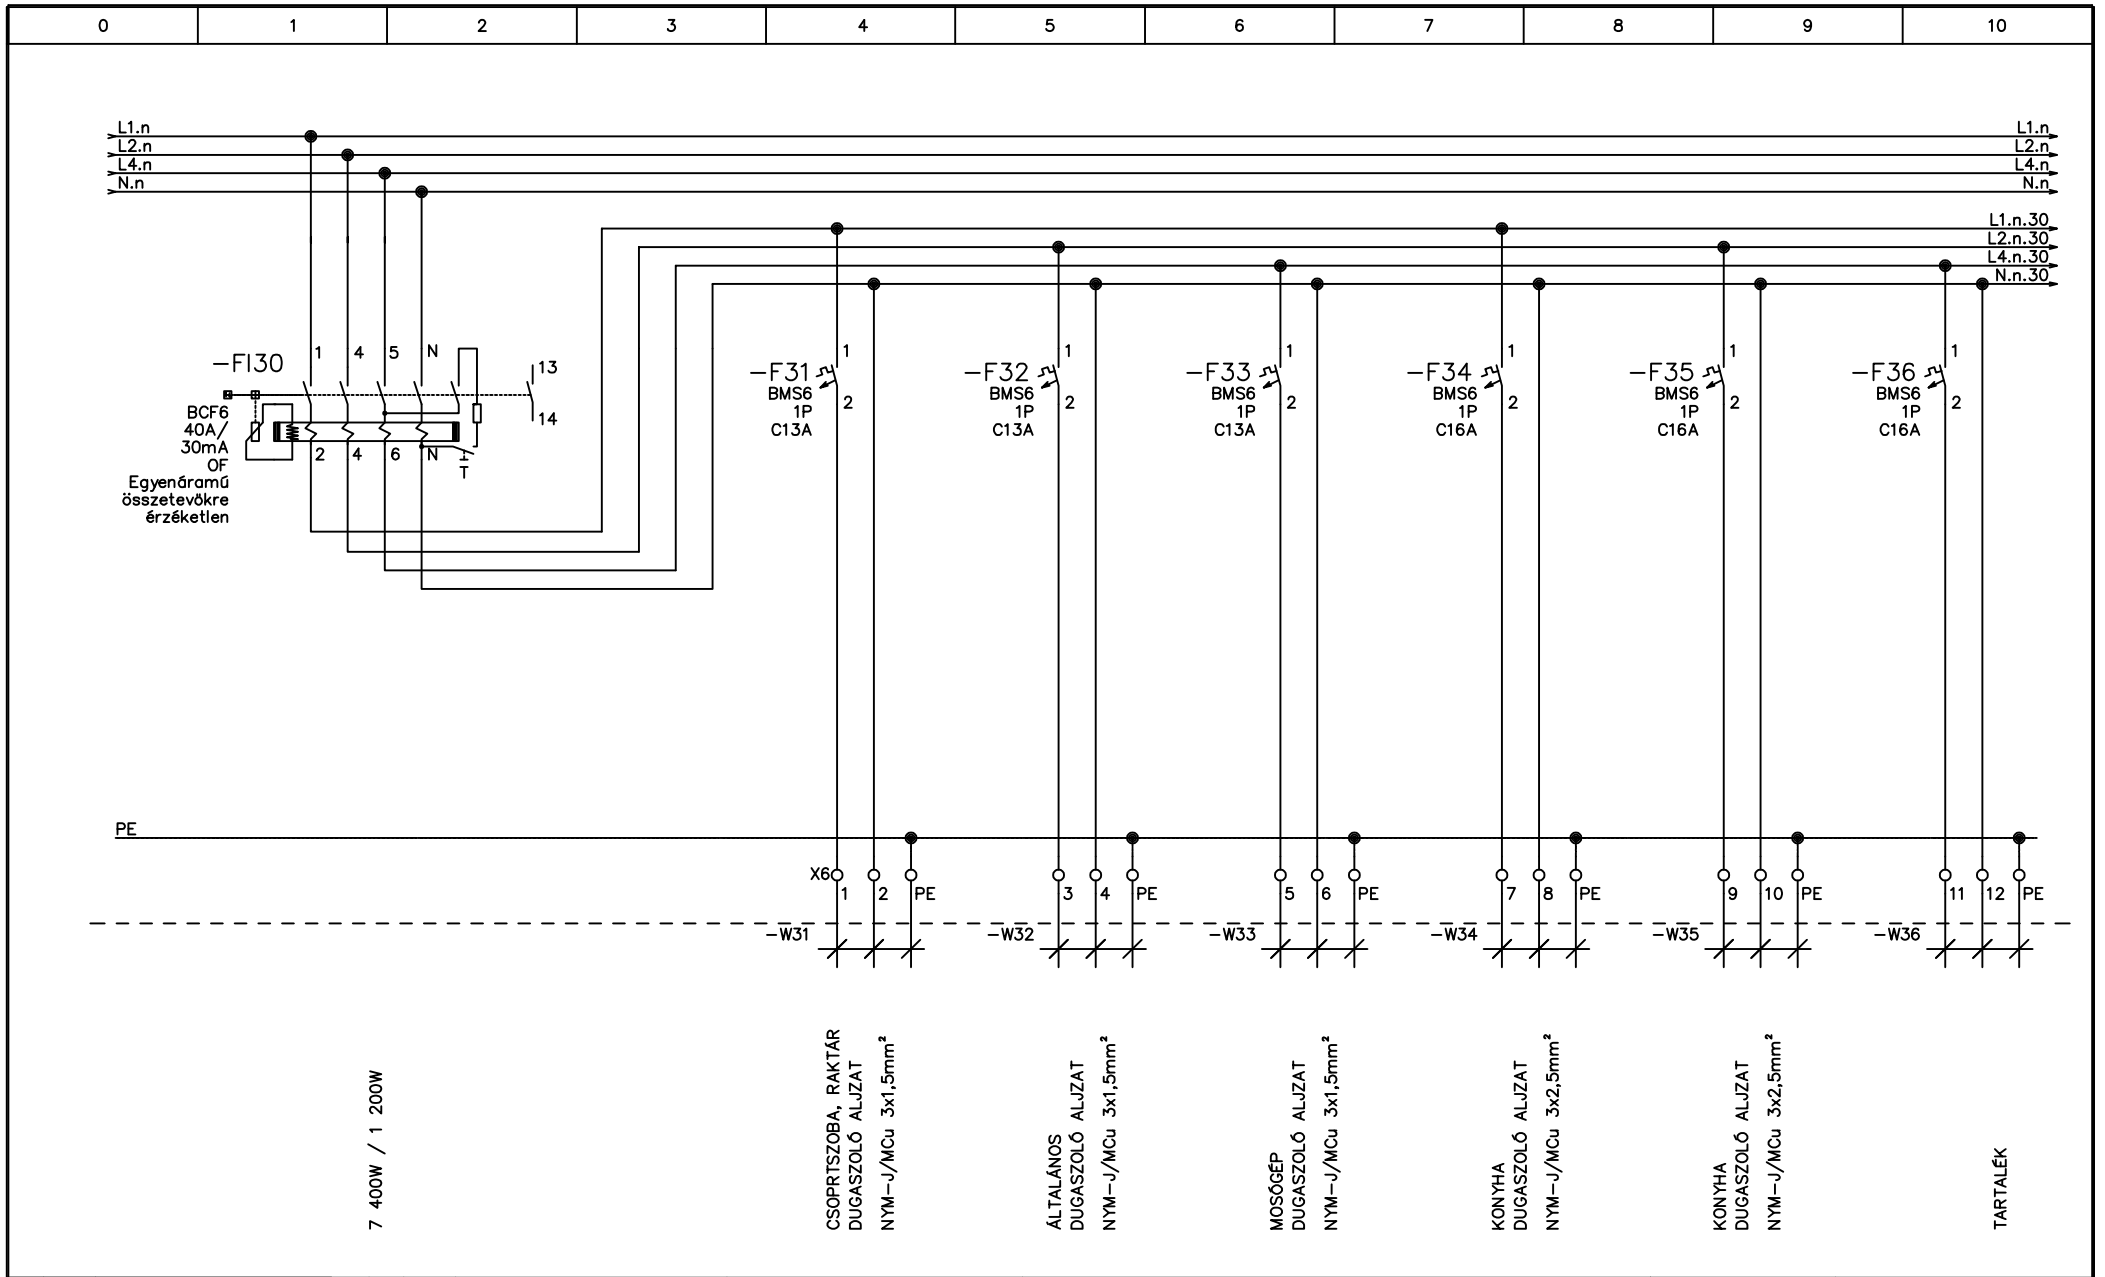 0 1 2 3 4 5 6 7 8 9 10
L1.n L1.n
L2.n L2.n
L4.n L4.n
N.n N.n
L1.n.30
L2.n.30
L4.n.30
N.n.30
-FI30
1 4 5 N
13
14
BCF6
40A/
30mA
OF
Egyenáramú
összetevőkre
érzéketlen
2 4 6 N
T
-F31
BMS6
1P
C13A
1
2
-F32
BMS6
1P
C13A
1
2
-F33
BMS6
1P
C13A
1
2
-F34
BMS6
1P
C16A
1
2
-F35
BMS6
1P
C16A
1
2
-F36
BMS6
1P
C16A
1
2
PE
X6
1 2 PE 3 4 PE 5 6 PE 7 8 PE 9 10 PE 11 12 PE
-W31 -W32 -W33 -W34 -W35 -W36
7 400W / 1 200W
CSOPRTSZOBA, RAKTÁR
DUGASZOLÓ ALJZAT
NYM-J/MCu 3x1,5mm²
ÁLTALÁNOS
DUGASZOLÓ ALJZAT
NYM-J/MCu 3x1,5mm²
MOSÓGÉP
DUGASZOLÓ ALJZAT
NYM-J/MCu 3x1,5mm²
KONYHA
DUGASZOLÓ ALJZAT
NYM-J/MCu 3x2,5mm²
KONYHA
DUGASZOLÓ ALJZAT
NYM-J/MCu 3x2,5mm²
TARTALÉK